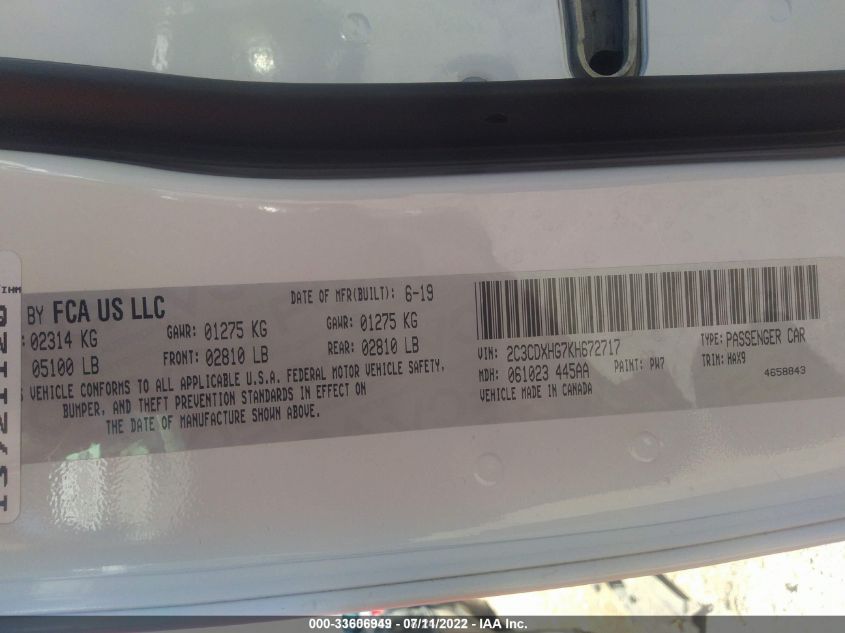 BY FCA US LLC
DATE OF MFR(BUILT): 6-19
: 02314 KG
GAWR: 01275 KG
GAWR: 01275 KG
05100 LB
FRONT: 02810 LB
REAR: 02810 LB
VEHICLE CONFORMS TO ALL APPLICABLE U.S.A. FEDERAL MOTOR VEHICLE SAFETY,
BUMPER, AND THEFT PREVENTION STANDARDS IN EFFECT ON
THE DATE OF MANUFACTURE SHOWN ABOVE.
VIN: 2C3CDXHG7KH672717
TYPE: PASSENGER CAR
MDH: 061023 445AA
PAINT: PW7
TRIM: HAX9
VEHICLE MADE IN CANADA
4658843
000-33606949 - 07/11/2022 - IAA Inc.